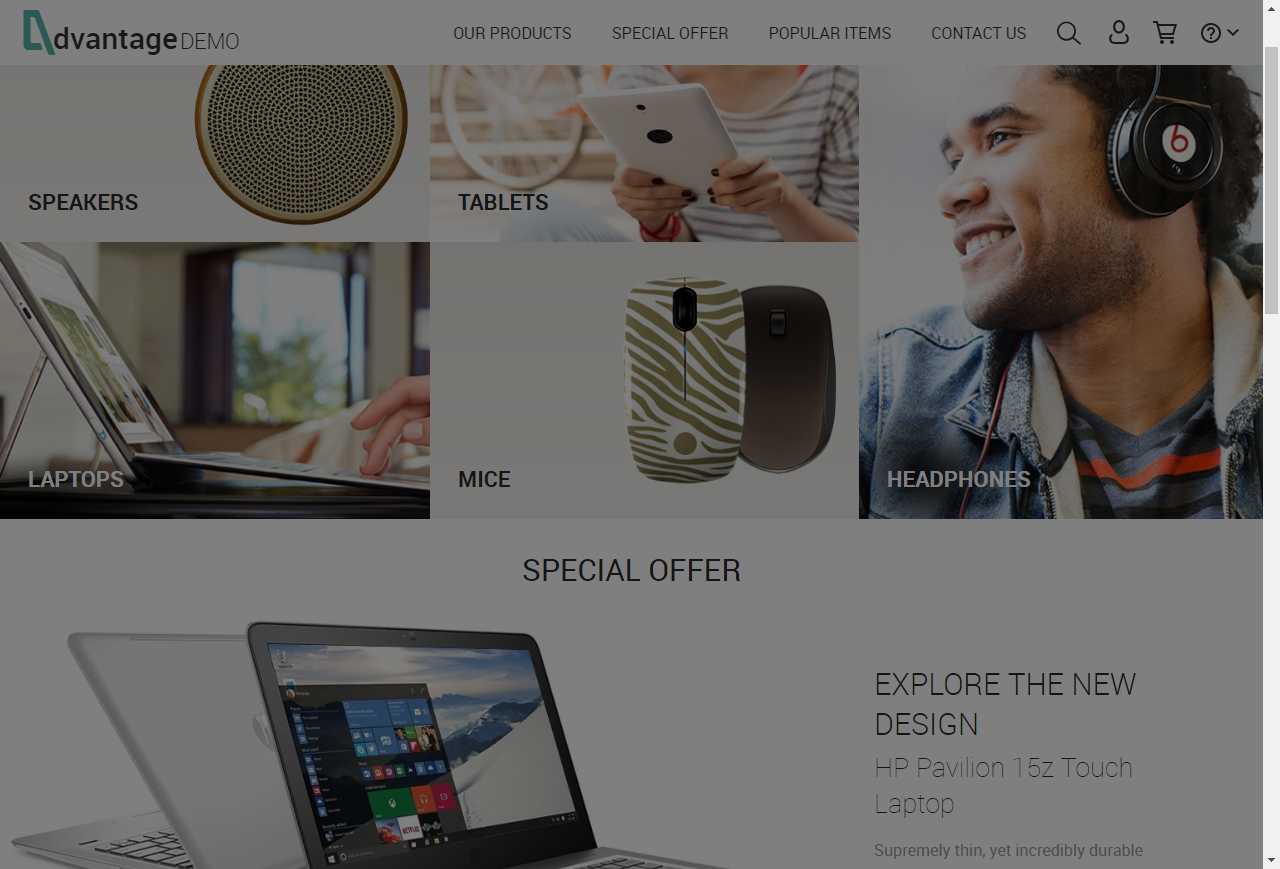 dvantage DEMO
OUR PRODUCTS
SPECIAL OFFER
POPULAR ITEMS
CONTACT US
SPEAKERS
TABLETS
LAPTOPS
MICE
HEADPHONES
SPECIAL OFFER
EXPLORE THE NEW
DESIGN
HP Pavilion 15z Touch
Laptop
Supremely thin, yet incredibly durable